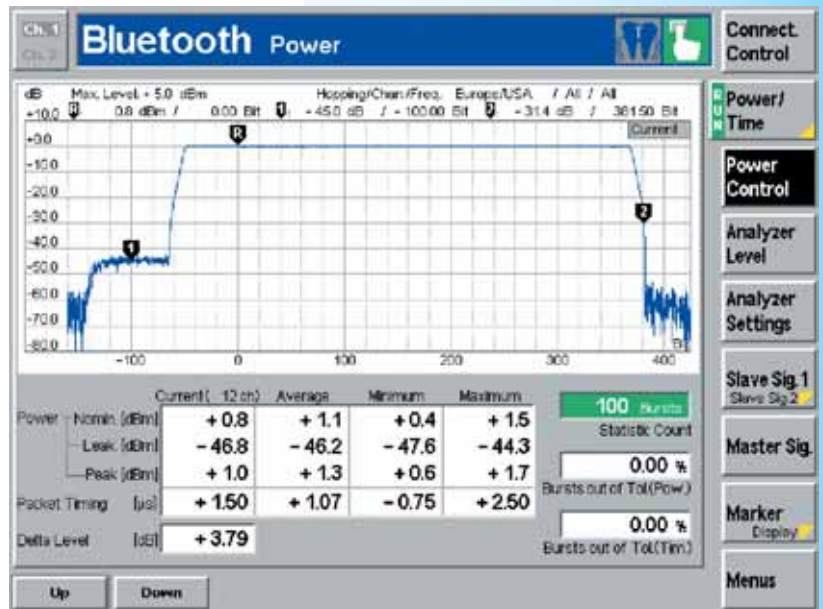 Ch. 1
Ch. 2
Bluetooth Power
Connect. Control
dB Max. Level: + 5.0 dBm Hopping/Chan./Freq. Europe/USA / All / All
+10.0 R 0.8 dBm / 0.00 Bit 1 - 45.0 dB / - 100.00 Bit 2 - 31.4 dB / 381.50 Bit
Current
R
1
2
-20.0
-40.0
-50.0
-60.0
-70.0
-80.0
-100 0 100 200 300 400
Bit
RUN
Power/ Time
Power Control
Analyzer Level
Analyzer Settings
Slave Sig.1
Slave Sig.2
Master Sig.
Marker
Display
Menus
Current( 12 ch) Average Minimum Maximum
Power Nomin. [dBm] + 0.8 + 1.1 + 0.4 + 1.5
Leak. [dBm] - 46.8 - 46.2 - 47.6 - 44.3
Peak [dBm] + 1.0 + 1.3 + 0.6 + 1.7
Packet Timing [µs] + 1.50 + 1.07 - 0.75 + 2.50
Delta Level [dB] + 3.79
100 Bursts
Statistic Count
0.00 %
Bursts out of Tol.(Pow.)
0.00 %
Bursts out of Tol.(Tim.)
Up Down